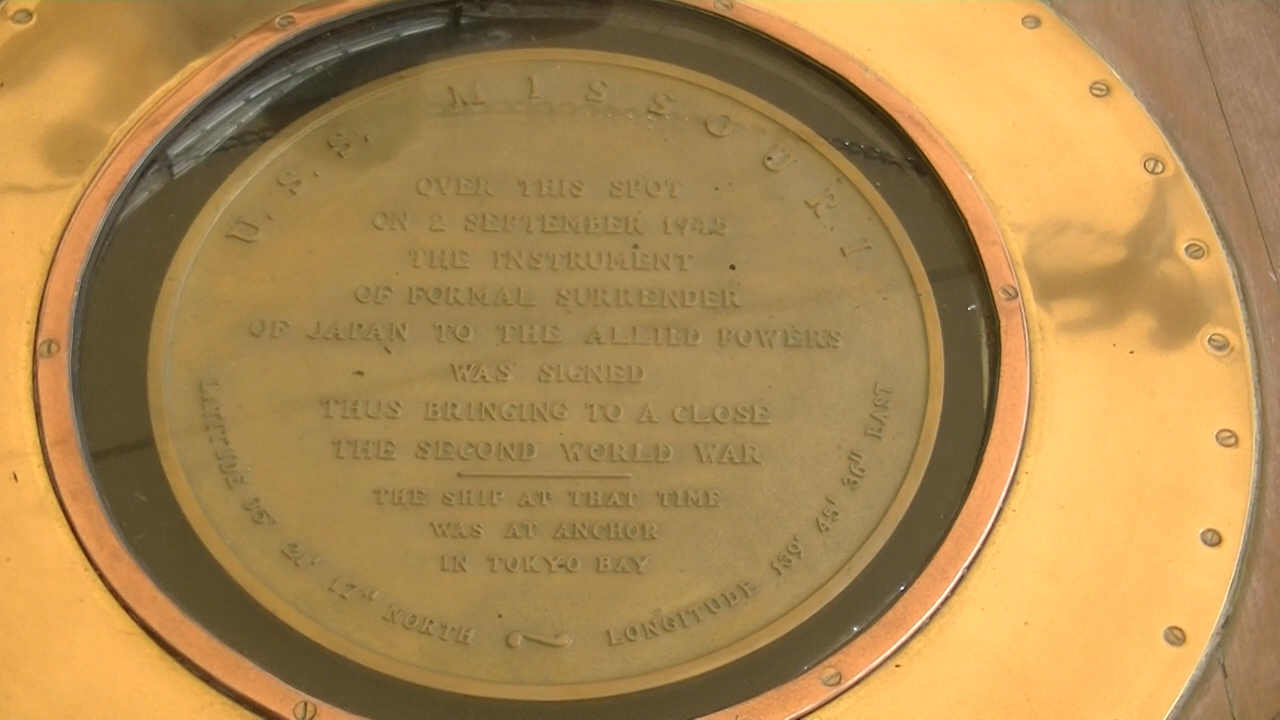 U.S.S. MISSOURI
OVER THIS SPOT
ON 2 SEPTEMBER 1945
THE INSTRUMENT
OF FORMAL SURRENDER
OF JAPAN TO THE ALLIED POWERS
WAS SIGNED
THUS BRINGING TO A CLOSE
THE SECOND WORLD WAR
THE SHIP AT THAT TIME
WAS AT ANCHOR
IN TOKYO BAY
LATITUDE 35° 21' 17" NORTH ~ LONGITUDE 139° 45' 36" EAST